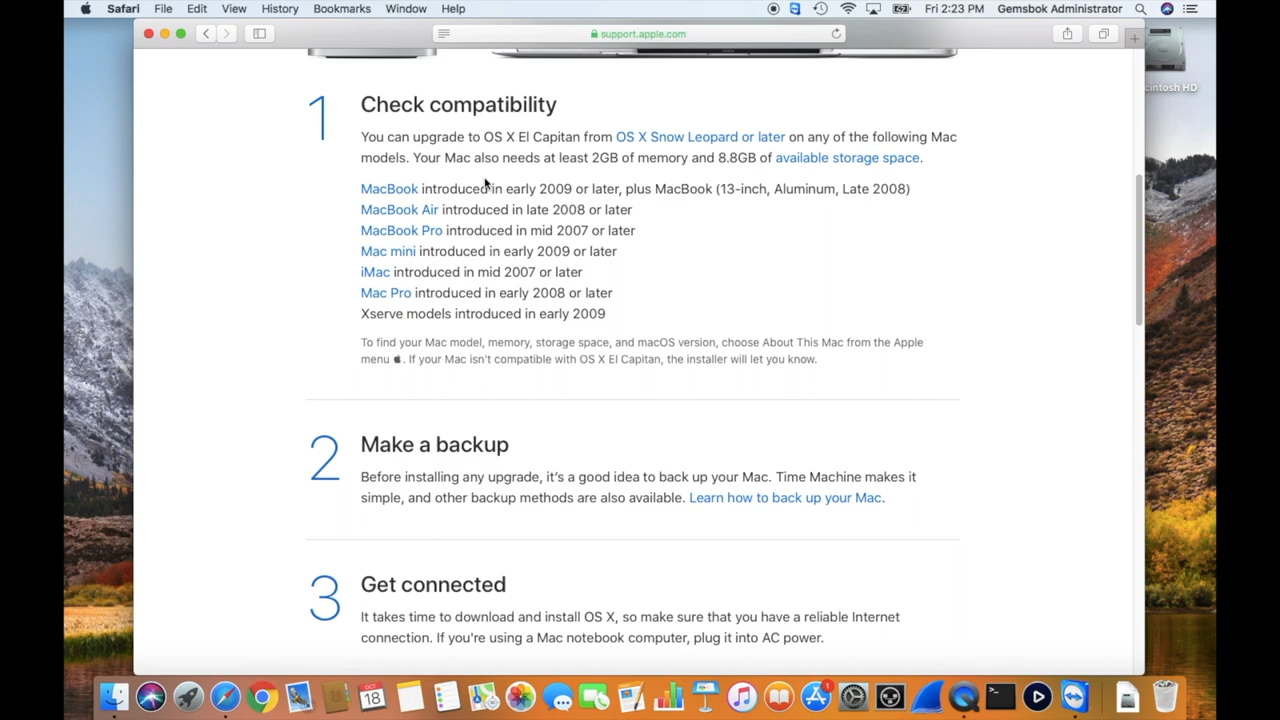 Safari File Edit View History Bookmarks Window Help Fri 2:23 PM Gemsbok Administrator
support.apple.com
cintosh HD
1 Check compatibility
You can upgrade to OS X El Capitan from OS X Snow Leopard or later on any of the following Mac
models. Your Mac also needs at least 2GB of memory and 8.8GB of available storage space.
MacBook introduced in early 2009 or later, plus MacBook (13-inch, Aluminum, Late 2008)
MacBook Air introduced in late 2008 or later
MacBook Pro introduced in mid 2007 or later
Mac mini introduced in early 2009 or later
iMac introduced in mid 2007 or later
Mac Pro introduced in early 2008 or later
Xserve models introduced in early 2009
To find your Mac model, memory, storage space, and macOS version, choose About This Mac from the Apple
menu . If your Mac isn't compatible with OS X El Capitan, the installer will let you know.
2 Make a backup
Before installing any upgrade, it's a good idea to back up your Mac. Time Machine makes it
simple, and other backup methods are also available. Learn how to back up your Mac.
3 Get connected
It takes time to download and install OS X, so make sure that you have a reliable Internet
connection. If you're using a Mac notebook computer, plug it into AC power.
OCT
18
1